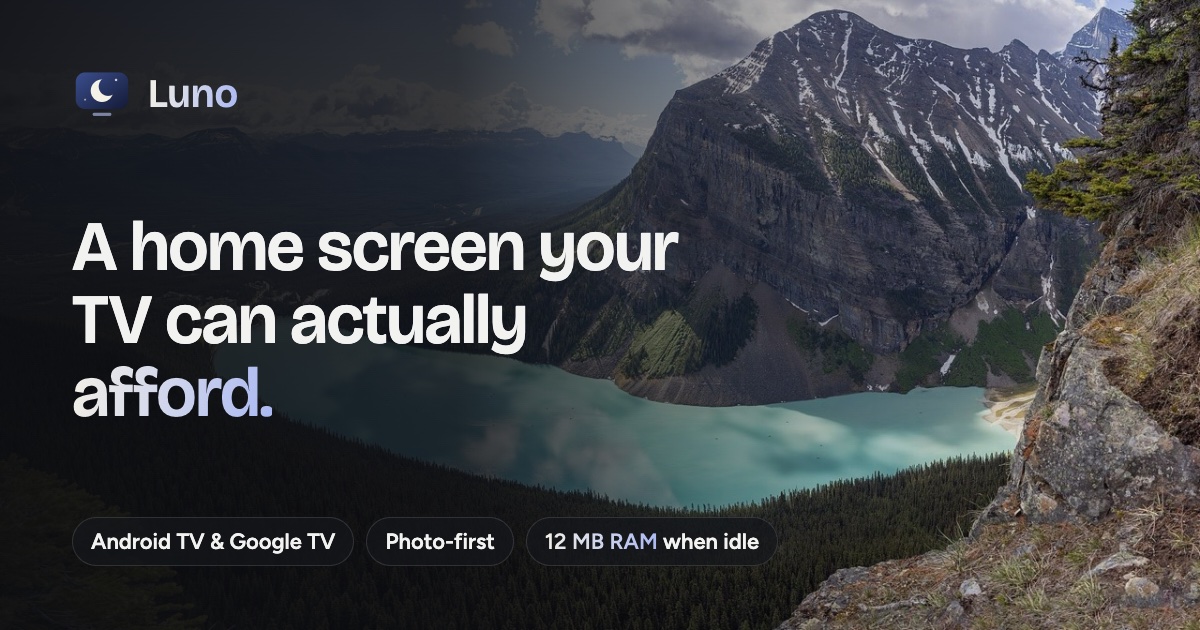 Luno
A home screen your
TV can actually
afford.
Android TV & Google TV
Photo-first
12 MB RAM when idle